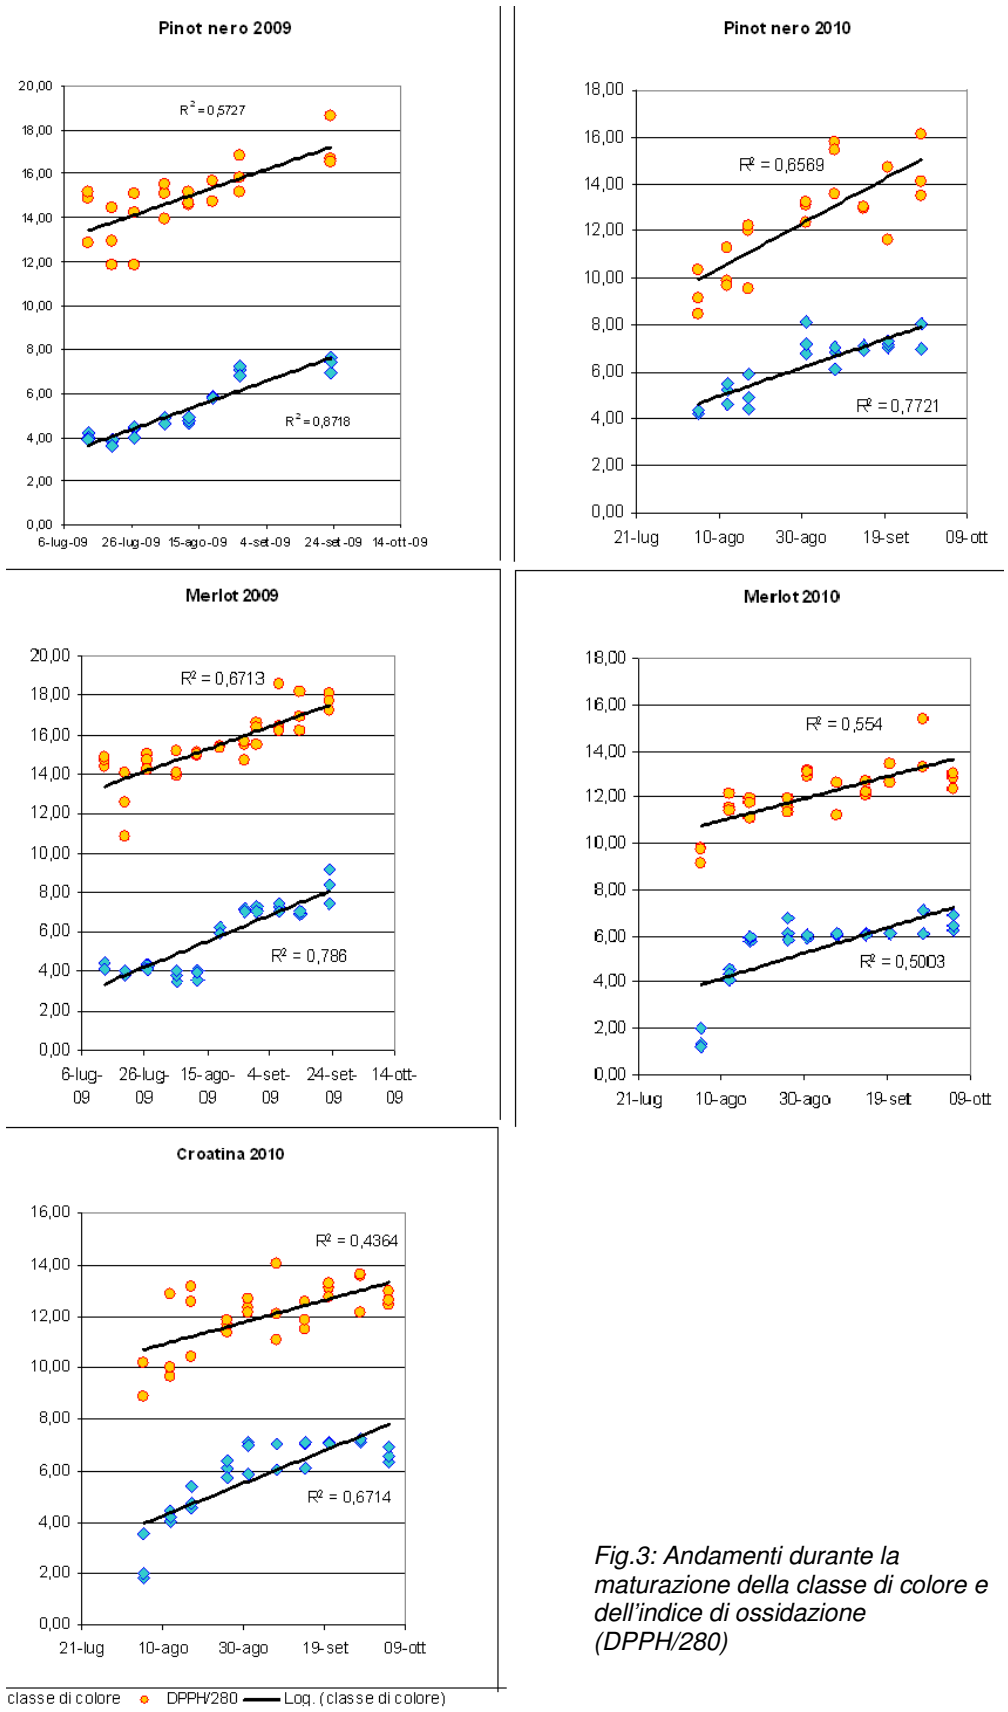 Pinot nero 2009
20,00
18,00
16,00
14,00
12,00
10,00
8,00
6,00
4,00
2,00
0,00
R² = 0,5727
R² = 0,8718
6-lug-09 26-lug-09 15-ago-09 4-set-09 24-set-09 14-ott-09
Pinot nero 2010
18,00
16,00
14,00
12,00
10,00
8,00
6,00
4,00
2,00
0,00
R² = 0,6569
R² = 0,7721
21-lug 10-ago 30-ago 19-set 09-ott
Merlot 2009
20,00
18,00
16,00
14,00
12,00
10,00
8,00
6,00
4,00
2,00
0,00
R² = 0,6713
R² = 0,786
6-lug- 26-lug- 15-ago- 4-set- 24-set- 14-ott-
09 09 09 09 09 09
Merlot 2010
18,00
16,00
14,00
12,00
10,00
8,00
6,00
4,00
2,00
0,00
R² = 0,554
R² = 0,5003
21-lug 10-ago 30-ago 19-set 09-ott
Croatina 2010
16,00
14,00
12,00
10,00
8,00
6,00
4,00
2,00
0,00
R² = 0,4364
R² = 0,6714
21-lug 10-ago 30-ago 19-set 09-ott
classe di colore DPPH/280 Log. (classe di colore)
Fig.3: Andamenti durante la
maturazione della classe di colore e
dell'indice di ossidazione
(DPPH/280)